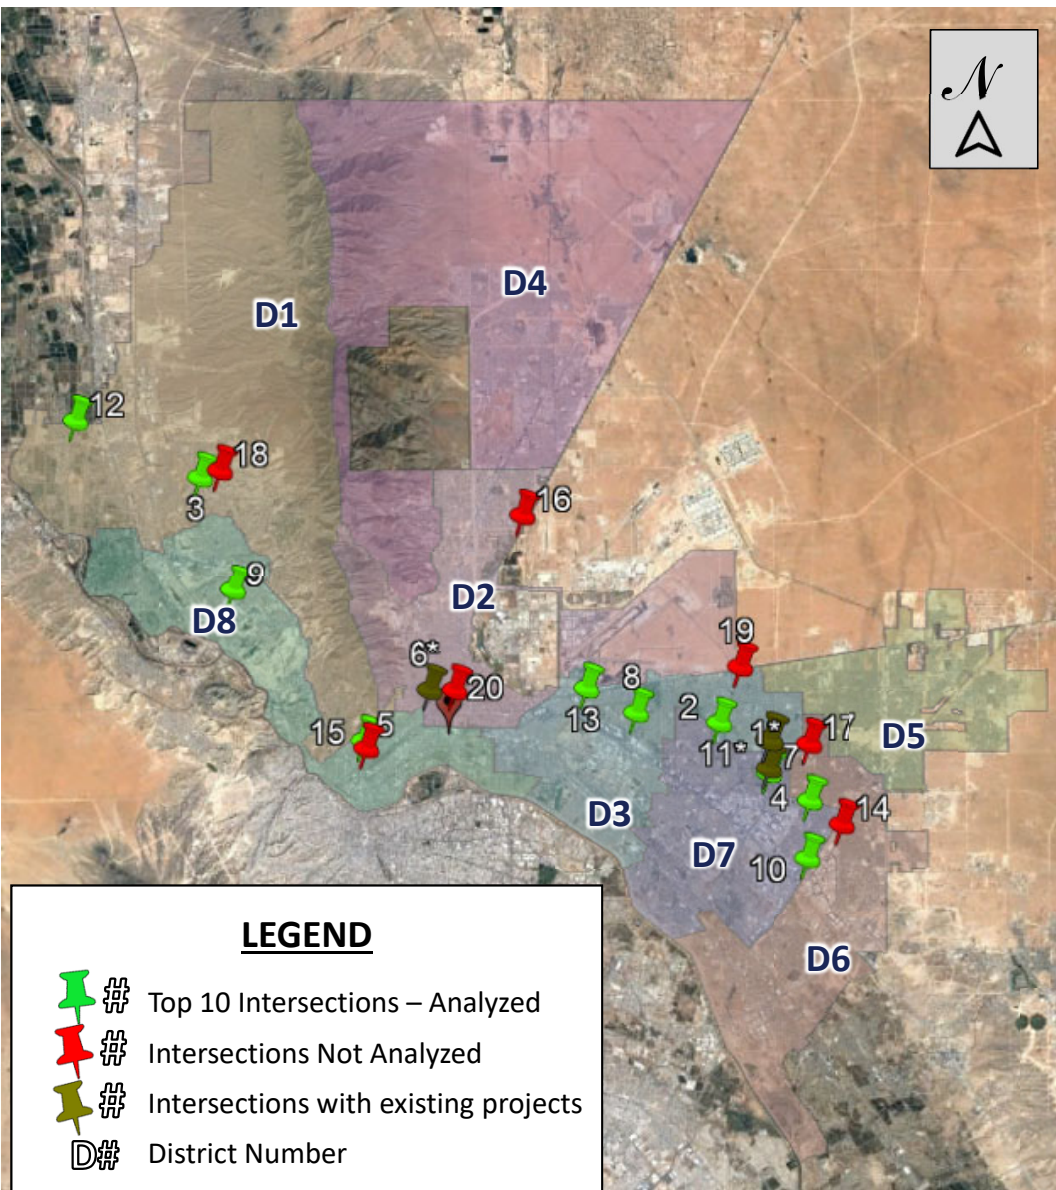 N
D4
D1
12
18
3
16
9
D2
D8
6*
19
20
8
15
5
13
2
1*
17
11*
7
D5
4
14
D3
D7
10
D6
LEGEND
# Top 10 Intersections – Analyzed
# Intersections Not Analyzed
# Intersections with existing projects
D# District Number